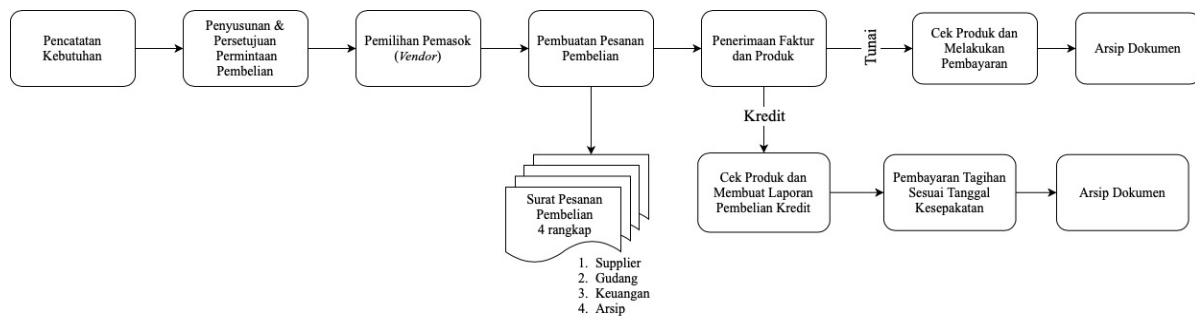 Pencatatan
Kebutuhan
Penyusunan &
Persetujuan
Permintaan
Pembelian
Pemilihan Pemasok
(Vendor)
Pembuatan Pesanan
Pembelian
Penerimaan Faktur
dan Produk
Tunai
Cek Produk dan
Melakukan
Pembayaran
Arsip Dokumen
Kredit
Surat Pesanan
Pembelian
4 rangkap
1. Supplier
2. Gudang
3. Keuangan
4. Arsip
Cek Produk dan
Membuat Laporan
Pembelian Kredit
Pembayaran Tagihan
Sesuai Tanggal
Kesepakatan
Arsip Dokumen